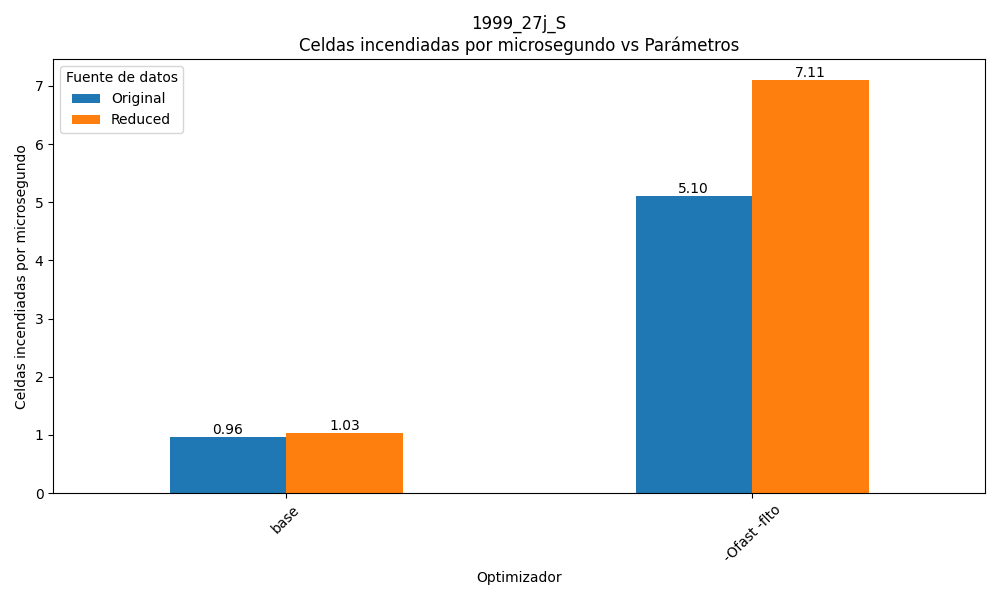 1999_27j_S
Celdas incendiadas por microsegundo vs Parámetros
Fuente de datos
Original
Reduced
Celdas incendiadas por microsegundo
7
6
5
4
3
2
1
0
0.96
1.03
5.10
7.11
base
-Ofast -flto
Optimizador